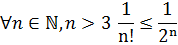 ∀n ∈ ℕ, n > 3 1/n! ≤ 1/2ⁿ